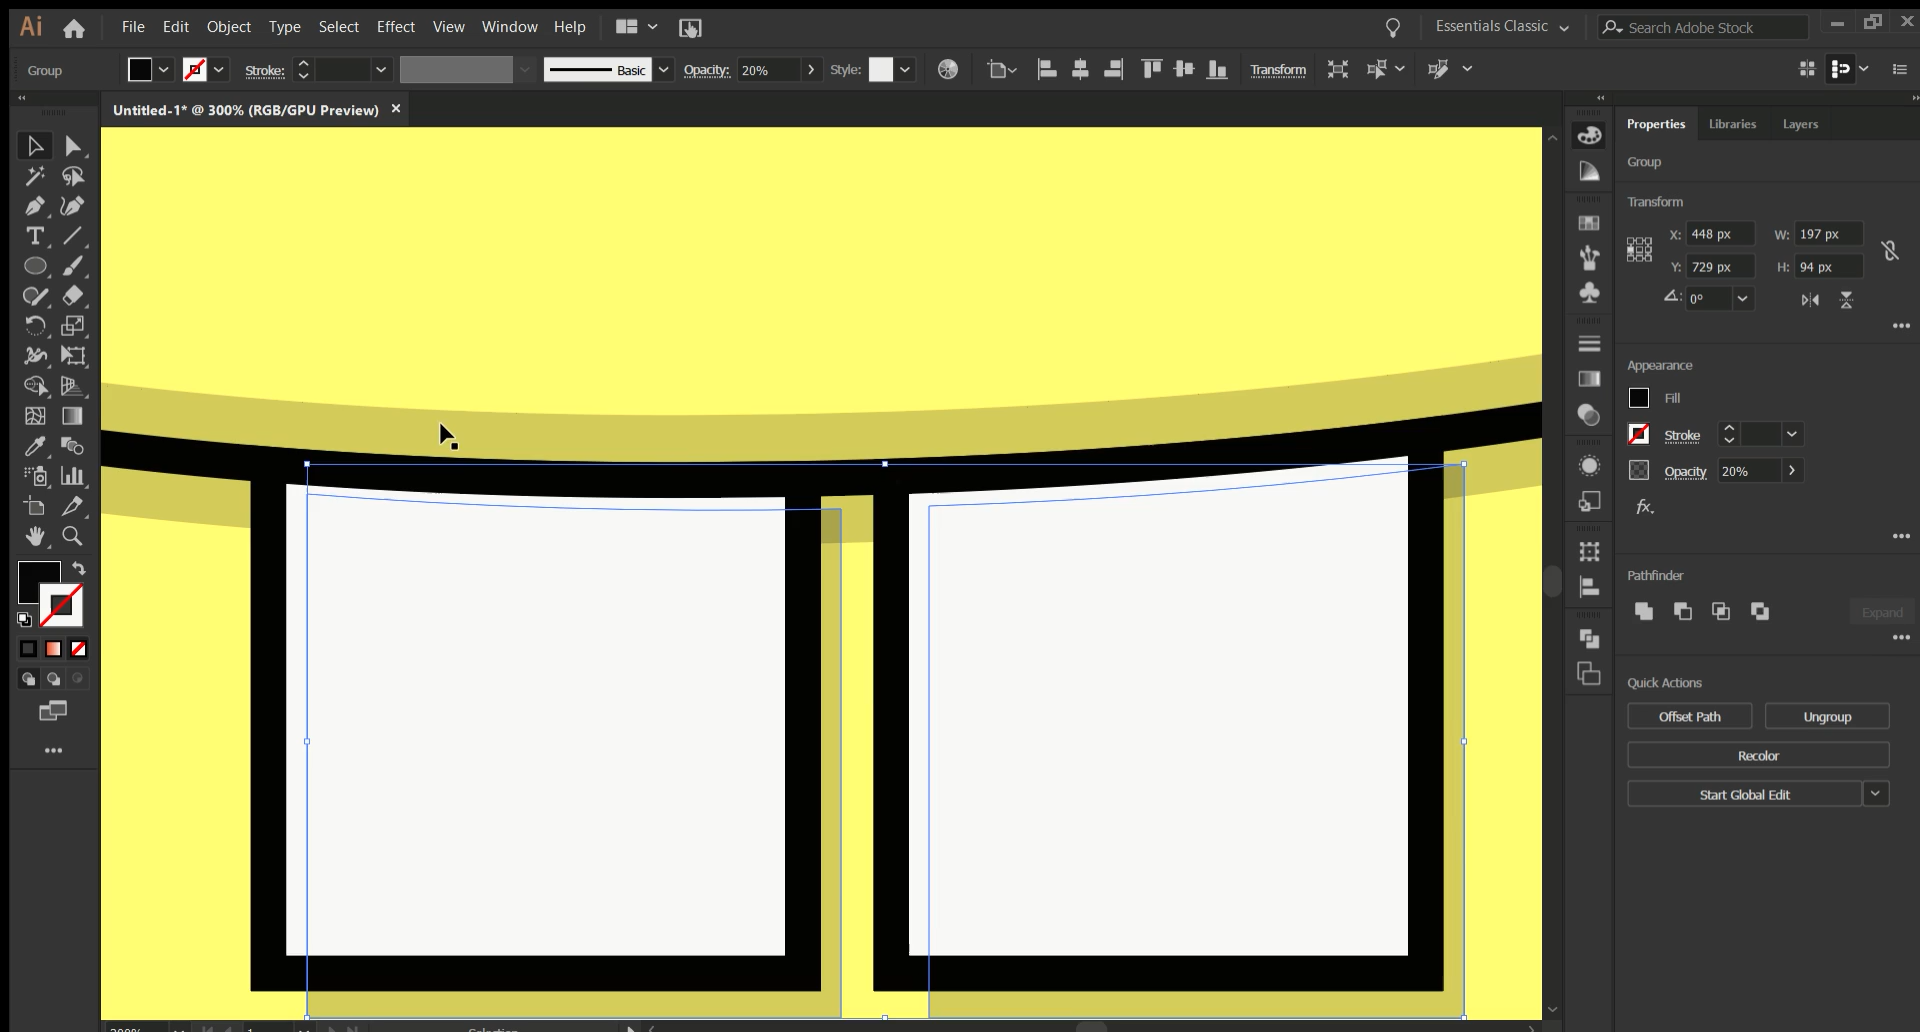 Ai File Edit Object Type Select Effect View Window Help Essentials Classic Search Adobe Stock
Group Stroke: Basic Opacity: 20% Style: Transform
Untitled-1* @ 300% (RGB/GPU Preview) ×
Properties Libraries Layers
Group
Transform
X: 448 px W: 197 px
Y: 729 px H: 94 px
0°
Appearance
Fill
Stroke
Opacity 20%
fx.
Pathfinder
Expand
Quick Actions
Offset Path Ungroup
Recolor
Start Global Edit
300% 1 Selection